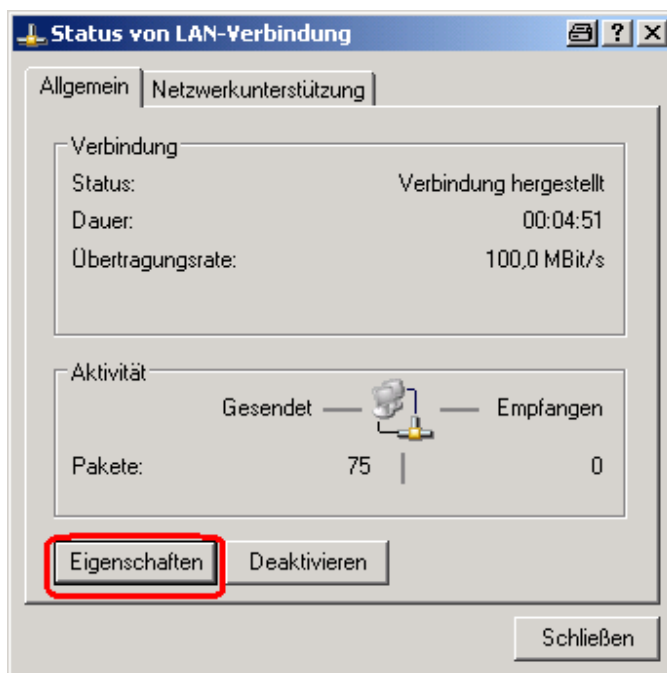 Status von LAN-Verbindung
Allgemein Netzwerkunterstützung
Verbindung
Status: Verbindung hergestellt
Dauer: 00:04:51
Übertragungsrate: 100,0 MBit/s
Aktivität
Gesendet Empfangen
Pakete: 75 0
Eigenschaften Deaktivieren
Schließen